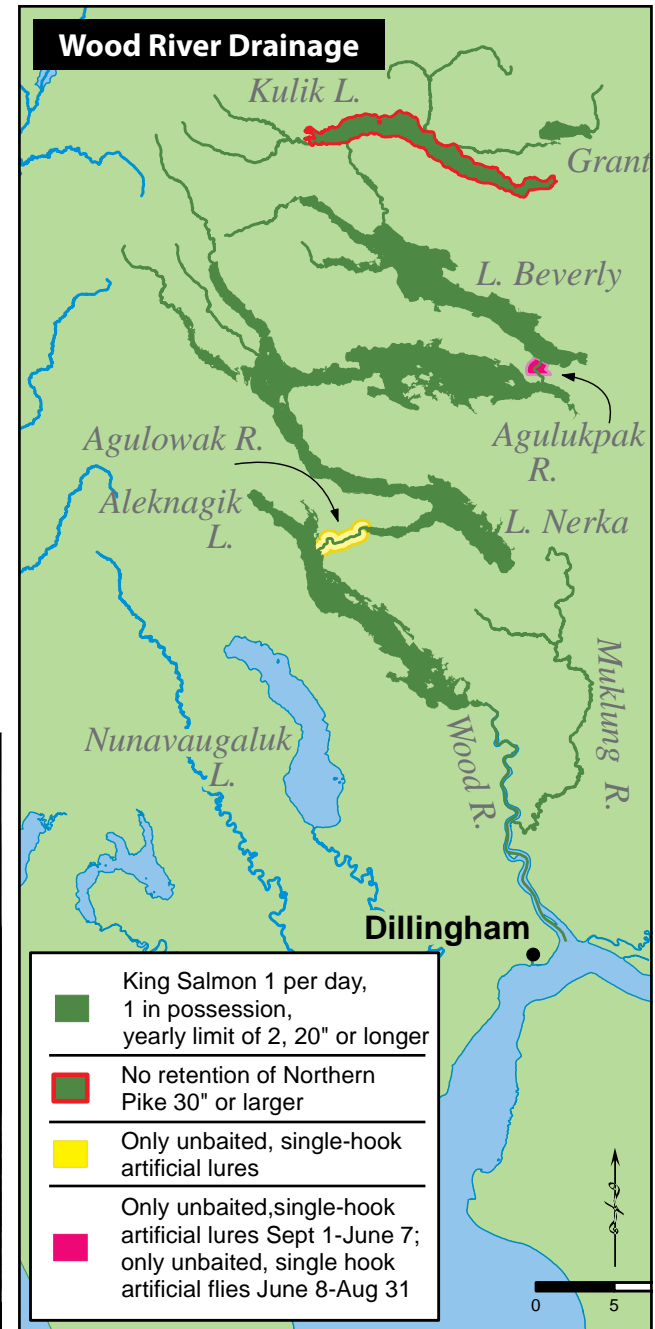 Wood River Drainage
Kulik L.
Grant
L. Beverly
Agulukpak
R.
Agulowak R.
Aleknagik
L.
L. Nerka
Muklung R.
Nunavaugaluk
L.
Wood R.
Dillingham
King Salmon 1 per day,
1 in possession,
yearly limit of 2, 20" or longer
No retention of Northern
Pike 30" or larger
Only unbaited, single-hook
artificial lures
Only unbaited,single-hook
artificial lures Sept 1-June 7;
only unbaited, single hook
artificial flies June 8-Aug 31
0 5